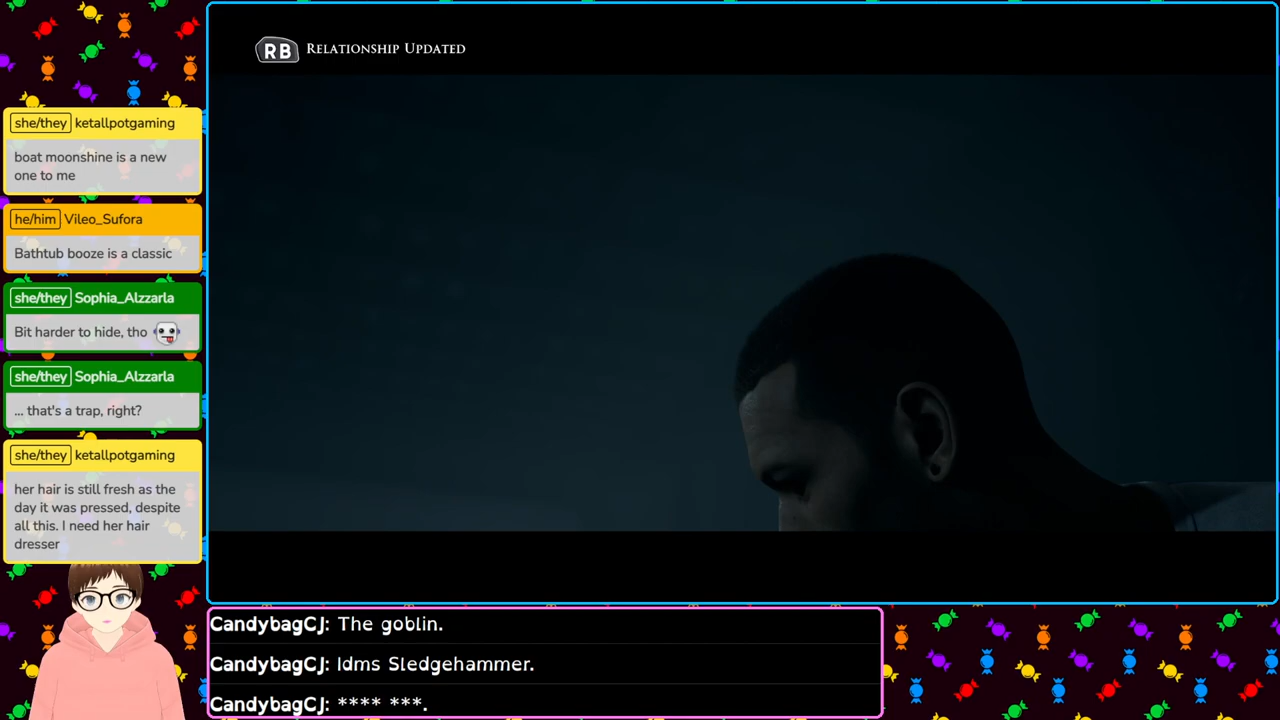 RB Relationship Updated
she/they ketallpotgaming
boat moonshine is a new
one to me
he/him Vileo_Sufora
Bathtub booze is a classic
she/they Sophia_Alzzarla
Bit harder to hide, tho
she/they Sophia_Alzzarla
... that's a trap, right?
she/they ketallpotgaming
her hair is still fresh as the
day it was pressed, despite
all this. I need her hair
dresser
CandybagCJ: The goblin.
CandybagCJ: Idms Sledgehammer.
CandybagCJ: **** ***.